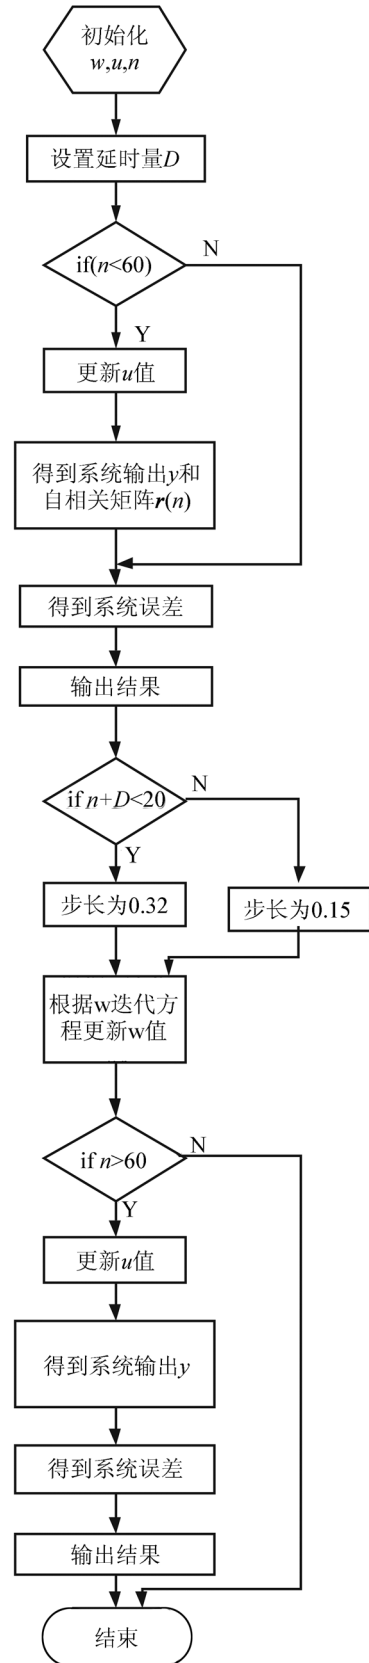 初始化
w,u,n
设置延时量D
if(n<60)
N
Y
更新u值
得到系统输出y和
自相关矩阵r(n)
得到系统误差
输出结果
if n+D<20
N
Y
步长为0.32
步长为0.15
根据w迭代方
程更新w值
if n>60
N
Y
更新u值
得到系统输出y
得到系统误差
输出结果
结束